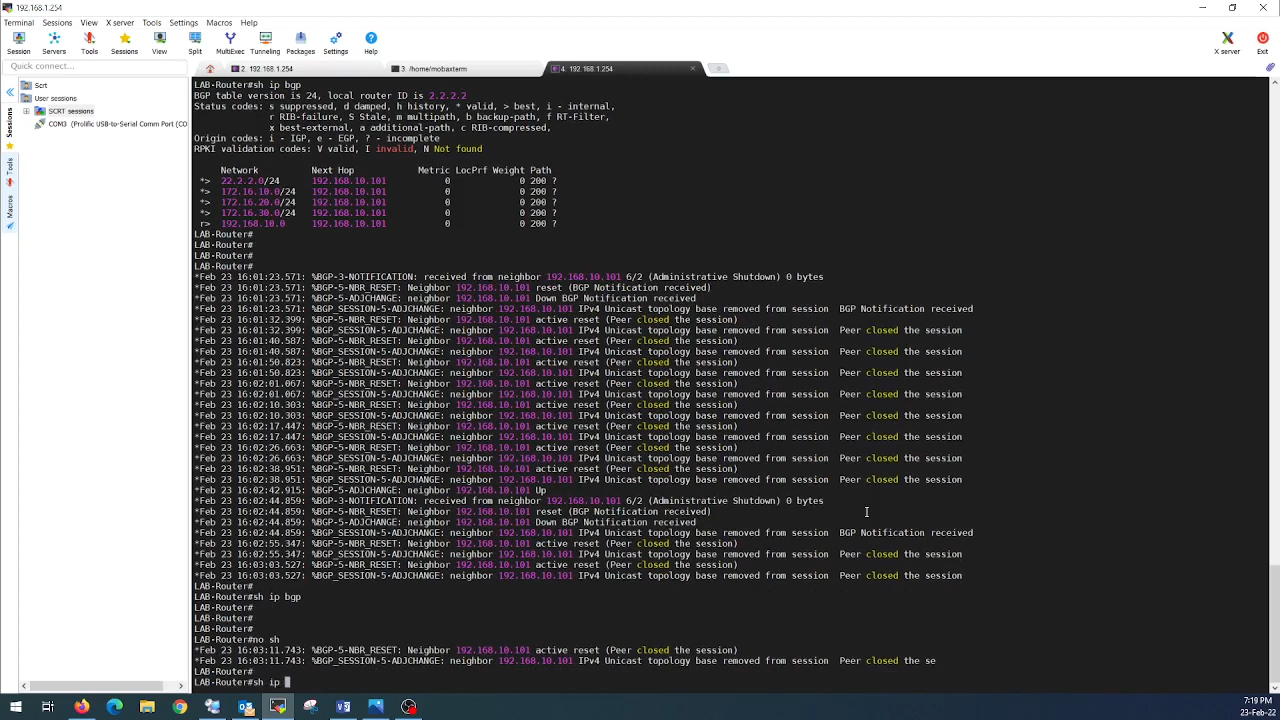 192.168.1.254
Terminal Sessions View X server Tools Settings Macros Help
Session Servers Tools Sessions View Split MultiExec Tunneling Packages Settings Help X server Exit
Quick connect...
2. 192.168.1.254
3. /home/mobaxterm
4. 192.168.1.254
Scrt
User sessions
SCRT sessions
COM3 (Prolific USB-to-Serial Comm Port (CO
Sessions
Tools
Macros
LAB-Router#sh ip bgp
BGP table version is 24, local router ID is 2.2.2.2
Status codes: s suppressed, d damped, h history, * valid, > best, i - internal,
r RIB-failure, S Stale, m multipath, b backup-path, f RT-Filter,
x best-external, a additional-path, c RIB-compressed,
Origin codes: i - IGP, e - EGP, ? - incomplete
RPKI validation codes: V valid, I invalid, N Not found
Network Next Hop Metric LocPrf Weight Path
*> 22.2.2.0/24 192.168.10.101 0 0 200 ?
*> 172.16.10.0/24 192.168.10.101 0 0 200 ?
*> 172.16.20.0/24 192.168.10.101 0 0 200 ?
*> 172.16.30.0/24 192.168.10.101 0 0 200 ?
r> 192.168.10.0 192.168.10.101 0 0 200 ?
LAB-Router#
LAB-Router#
LAB-Router#
LAB-Router#
*Feb 23 16:01:23.571: %BGP-3-NOTIFICATION: received from neighbor 192.168.10.101 6/2 (Administrative Shutdown) 0 bytes
*Feb 23 16:01:23.571: %BGP-5-NBR_RESET: Neighbor 192.168.10.101 reset (BGP Notification received)
*Feb 23 16:01:23.571: %BGP-5-ADJCHANGE: neighbor 192.168.10.101 Down BGP Notification received
*Feb 23 16:01:23.571: %BGP_SESSION-5-ADJCHANGE: neighbor 192.168.10.101 IPv4 Unicast topology base removed from session BGP Notification received
*Feb 23 16:01:32.399: %BGP-5-NBR_RESET: Neighbor 192.168.10.101 active reset (Peer closed the session)
*Feb 23 16:01:32.399: %BGP_SESSION-5-ADJCHANGE: neighbor 192.168.10.101 IPv4 Unicast topology base removed from session Peer closed the session
*Feb 23 16:01:40.587: %BGP-5-NBR_RESET: Neighbor 192.168.10.101 active reset (Peer closed the session)
*Feb 23 16:01:40.587: %BGP_SESSION-5-ADJCHANGE: neighbor 192.168.10.101 IPv4 Unicast topology base removed from session Peer closed the session
*Feb 23 16:01:50.823: %BGP-5-NBR_RESET: Neighbor 192.168.10.101 active reset (Peer closed the session)
*Feb 23 16:01:50.823: %BGP_SESSION-5-ADJCHANGE: neighbor 192.168.10.101 IPv4 Unicast topology base removed from session Peer closed the session
*Feb 23 16:02:01.067: %BGP-5-NBR_RESET: Neighbor 192.168.10.101 active reset (Peer closed the session)
*Feb 23 16:02:01.067: %BGP_SESSION-5-ADJCHANGE: neighbor 192.168.10.101 IPv4 Unicast topology base removed from session Peer closed the session
*Feb 23 16:02:10.303: %BGP-5-NBR_RESET: Neighbor 192.168.10.101 active reset (Peer closed the session)
*Feb 23 16:02:10.303: %BGP_SESSION-5-ADJCHANGE: neighbor 192.168.10.101 IPv4 Unicast topology base removed from session Peer closed the session
*Feb 23 16:02:17.447: %BGP-5-NBR_RESET: Neighbor 192.168.10.101 active reset (Peer closed the session)
*Feb 23 16:02:17.447: %BGP_SESSION-5-ADJCHANGE: neighbor 192.168.10.101 IPv4 Unicast topology base removed from session Peer closed the session
*Feb 23 16:02:26.663: %BGP-5-NBR_RESET: Neighbor 192.168.10.101 active reset (Peer closed the session)
*Feb 23 16:02:26.663: %BGP_SESSION-5-ADJCHANGE: neighbor 192.168.10.101 IPv4 Unicast topology base removed from session Peer closed the session
*Feb 23 16:02:38.951: %BGP-5-NBR_RESET: Neighbor 192.168.10.101 active reset (Peer closed the session)
*Feb 23 16:02:38.951: %BGP_SESSION-5-ADJCHANGE: neighbor 192.168.10.101 IPv4 Unicast topology base removed from session Peer closed the session
*Feb 23 16:02:42.915: %BGP-5-ADJCHANGE: neighbor 192.168.10.101 Up
*Feb 23 16:02:44.859: %BGP-3-NOTIFICATION: received from neighbor 192.168.10.101 6/2 (Administrative Shutdown) 0 bytes
*Feb 23 16:02:44.859: %BGP-5-NBR_RESET: Neighbor 192.168.10.101 reset (BGP Notification received)
*Feb 23 16:02:44.859: %BGP-5-ADJCHANGE: neighbor 192.168.10.101 Down BGP Notification received
*Feb 23 16:02:44.859: %BGP_SESSION-5-ADJCHANGE: neighbor 192.168.10.101 IPv4 Unicast topology base removed from session BGP Notification received
*Feb 23 16:02:55.347: %BGP-5-NBR_RESET: Neighbor 192.168.10.101 active reset (Peer closed the session)
*Feb 23 16:02:55.347: %BGP_SESSION-5-ADJCHANGE: neighbor 192.168.10.101 IPv4 Unicast topology base removed from session Peer closed the session
*Feb 23 16:03:03.527: %BGP-5-NBR_RESET: Neighbor 192.168.10.101 active reset (Peer closed the session)
*Feb 23 16:03:03.527: %BGP_SESSION-5-ADJCHANGE: neighbor 192.168.10.101 IPv4 Unicast topology base removed from session Peer closed the session
LAB-Router#
LAB-Router#sh ip bgp
LAB-Router#
LAB-Router#
LAB-Router#
LAB-Router#no sh
*Feb 23 16:03:11.743: %BGP-5-NBR_RESET: Neighbor 192.168.10.101 active reset (Peer closed the session)
*Feb 23 16:03:11.743: %BGP_SESSION-5-ADJCHANGE: neighbor 192.168.10.101 IPv4 Unicast topology base removed from session Peer closed the se
LAB-Router#
LAB-Router#sh ip
7:19 PM
23-Feb-22